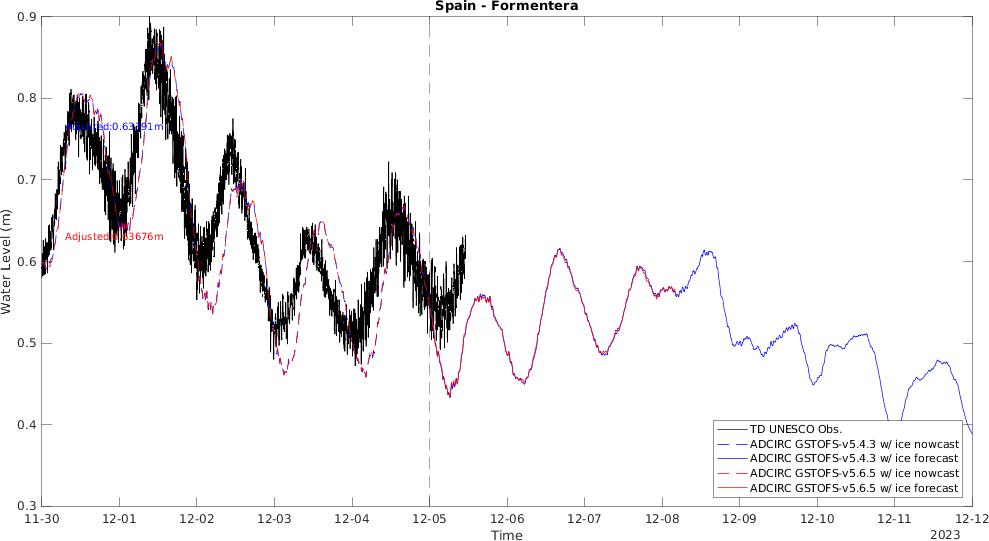 Spain - Formentera
0.9
0.8
0.7
0.6
0.5
0.4
0.3
Water Level (m)
Adjusted:0.63676m
TD UNESCO Obs.
ADCIRC GSTOFS-v5.4.3 w/ ice nowcast
ADCIRC GSTOFS-v5.4.3 w/ ice forecast
ADCIRC GSTOFS-v5.6.5 w/ ice nowcast
ADCIRC GSTOFS-v5.6.5 w/ ice forecast
11-30
12-01
12-02
12-03
12-04
12-05
12-06
12-07
12-08
12-09
12-10
12-11
12-12
Time
2023